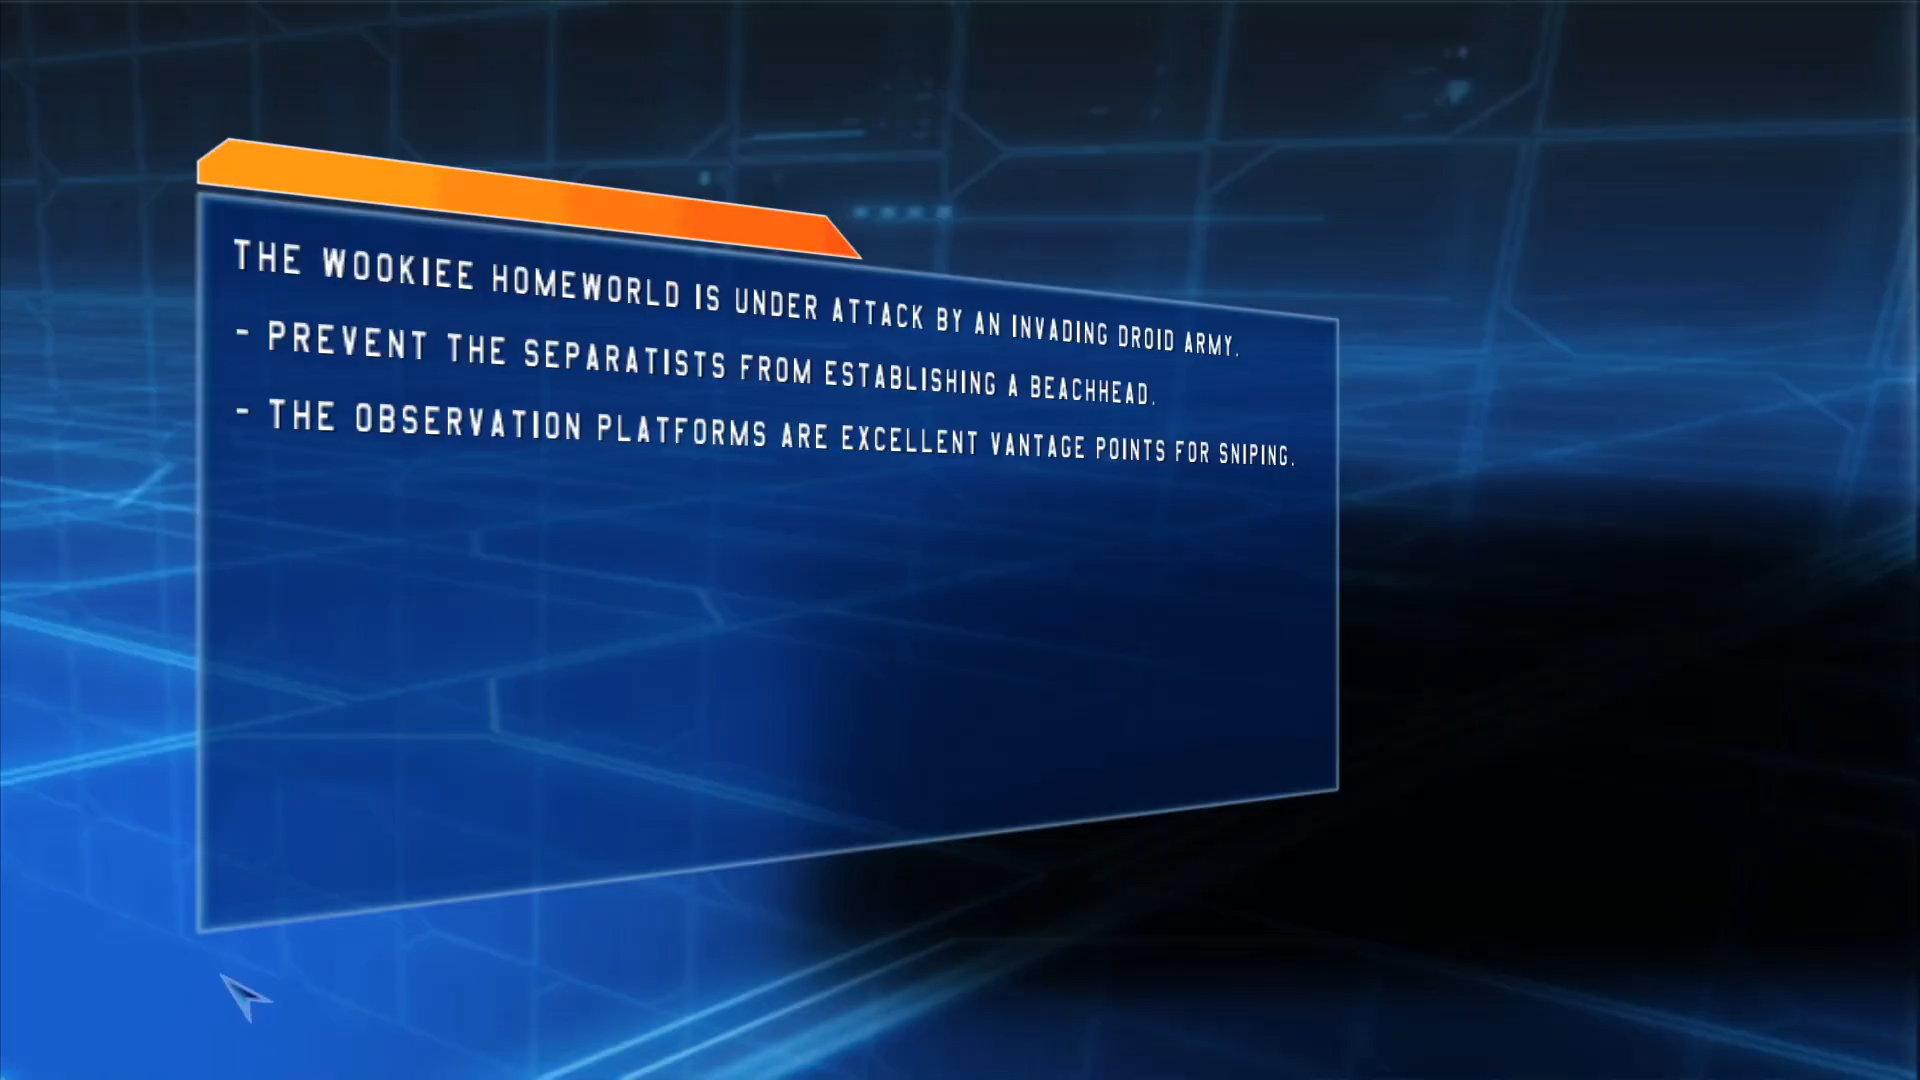 THE WOOKIEE HOMEWORLD IS UNDER ATTACK BY AN INVADING DROID ARMY.
- PREVENT THE SEPARATISTS FROM ESTABLISHING A BEACHHEAD.
- THE OBSERVATION PLATFORMS ARE EXCELLENT VANTAGE POINTS FOR SNIPING.